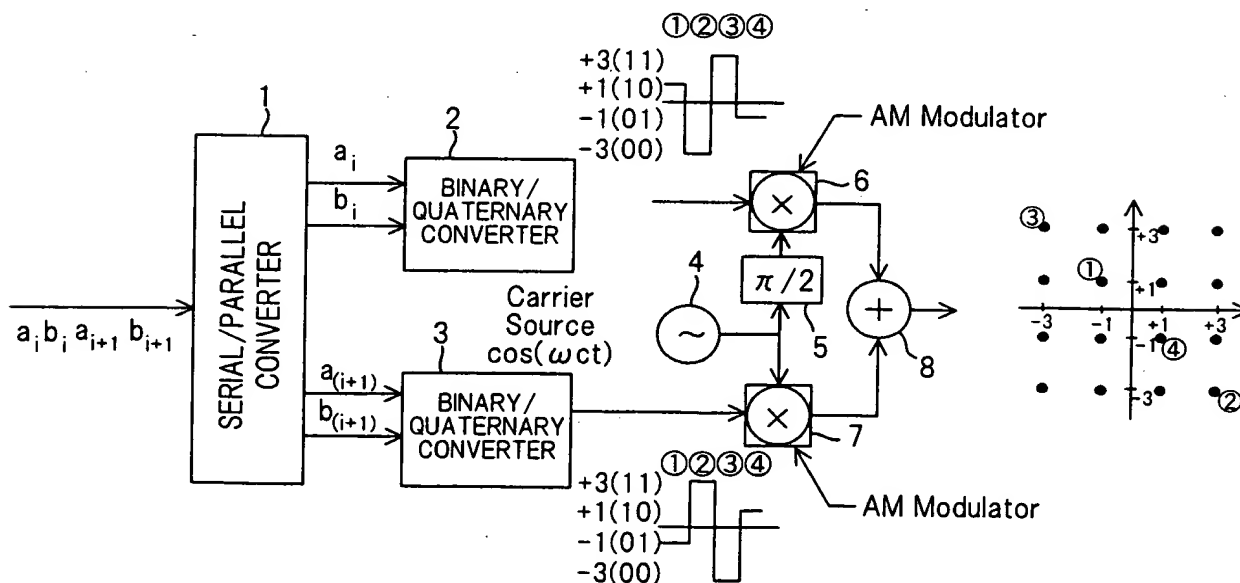 ①②③④
+3(11)
+1(10)
-1(01)
-3(00)
AM Modulator
1
2
6
SERIAL/PARALLEL
CONVERTER
a_i
b_i
BINARY/
QUATERNARY
CONVERTER
4
π/2
5
8
a_i b_i a_{i+1} b_{i+1}
Carrier
Source
cos(ωct)
3
a_(i+1)
b_(i+1)
BINARY/
QUATERNARY
CONVERTER
7
①②③④
+3(11)
+1(10)
-1(01)
-3(00)
AM Modulator
③
+3
①
+1
-3
-1
+1
+3
-1
④
-3
②